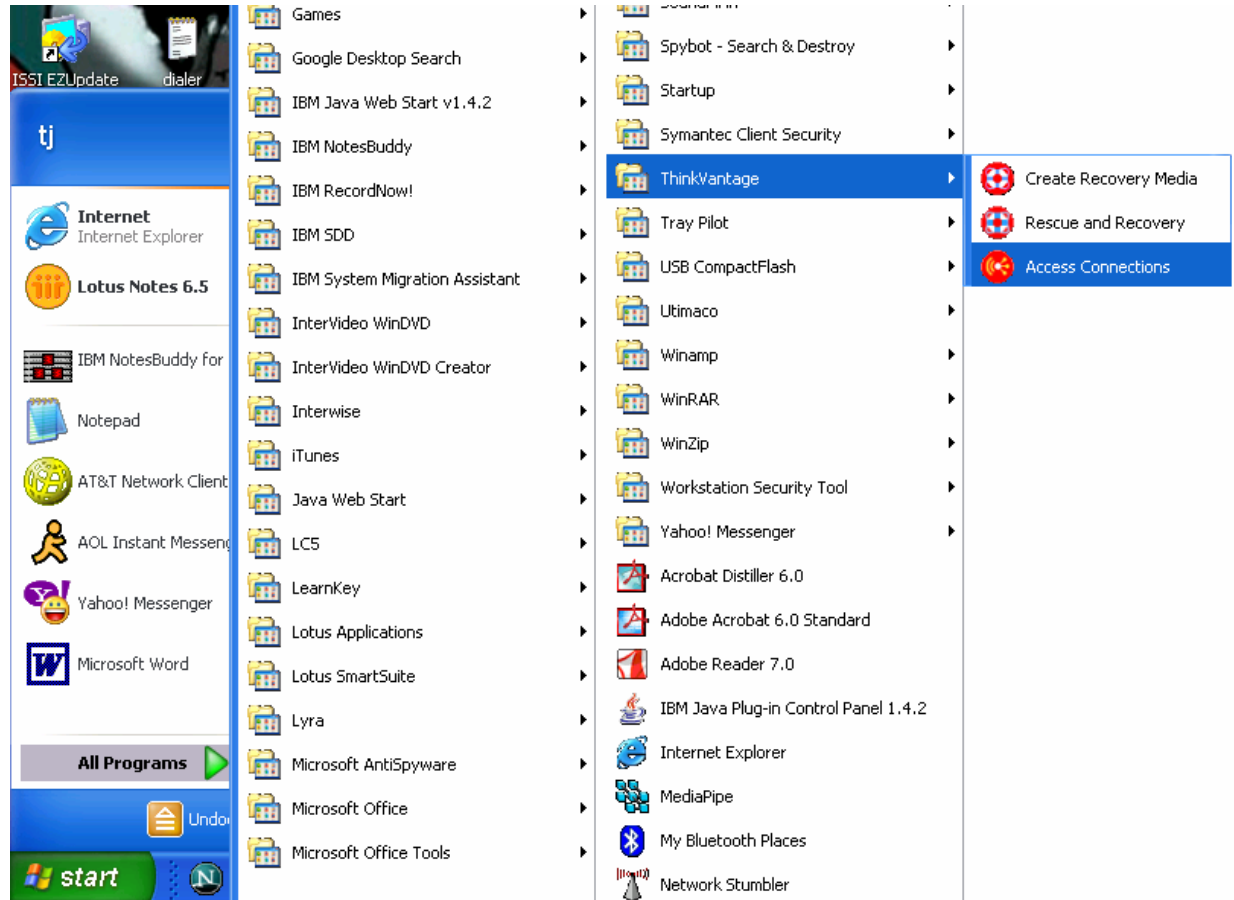 ISSI EZUpdate
dialer
tj
Internet
Internet Explorer
Lotus Notes 6.5
IBM NotesBuddy for
Notepad
AT&T Network Client
AOL Instant Messeng
Yahoo! Messenger
Microsoft Word
All Programs
Undo
start
N
Games
Google Desktop Search
IBM Java Web Start v1.4.2
IBM NotesBuddy
IBM RecordNow!
IBM SDD
IBM System Migration Assistant
InterVideo WinDVD
InterVideo WinDVD Creator
Interwise
iTunes
Java Web Start
LC5
LearnKey
Lotus Applications
Lotus SmartSuite
Lyra
Microsoft AntiSpyware
Microsoft Office
Microsoft Office Tools
Spybot - Search & Destroy
Startup
Symantec Client Security
ThinkVantage
Tray Pilot
USB CompactFlash
Utimaco
Winamp
WinRAR
WinZip
Workstation Security Tool
Yahoo! Messenger
Acrobat Distiller 6.0
Adobe Acrobat 6.0 Standard
Adobe Reader 7.0
IBM Java Plug-in Control Panel 1.4.2
Internet Explorer
MediaPipe
My Bluetooth Places
Network Stumbler
Create Recovery Media
Rescue and Recovery
Access Connections